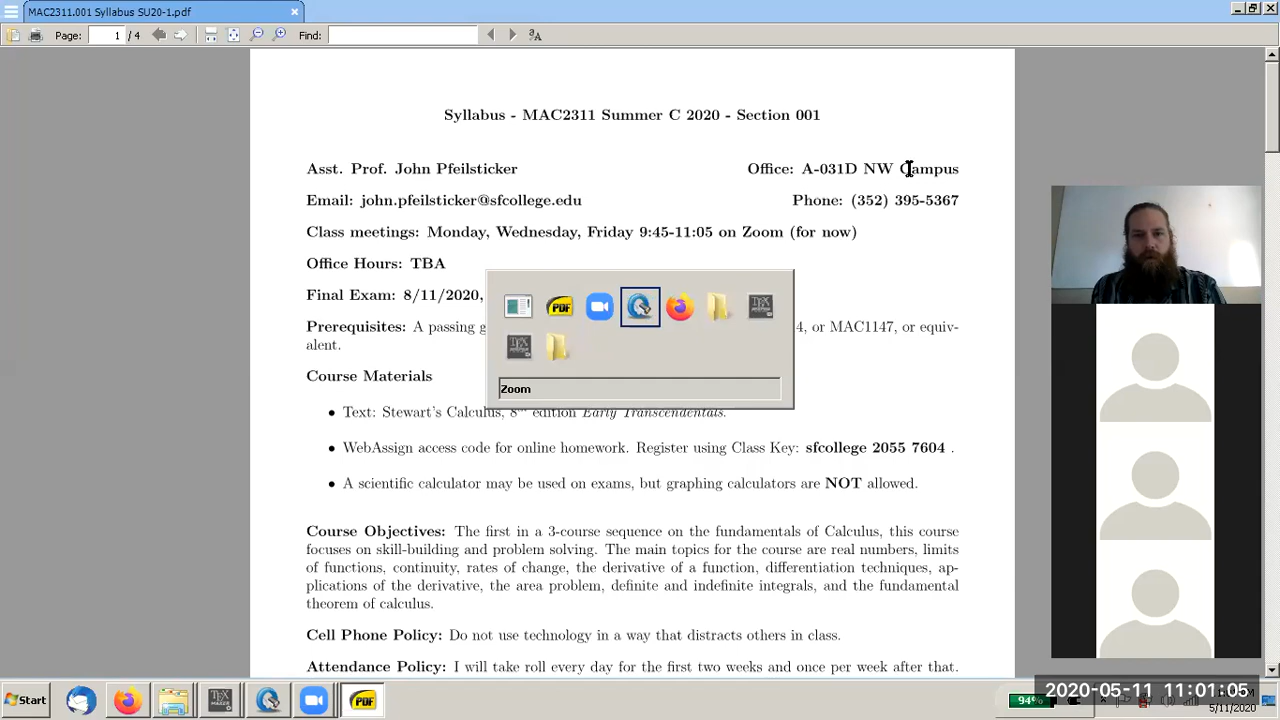 MAC2311.001 Syllabus SU20-1.pdf
Page: 1 / 4 Find:
Syllabus - MAC2311 Summer C 2020 - Section 001
Asst. Prof. John Pfeilsticker Office: A-031D NW Campus
Email: john.pfeilsticker@sfcollege.edu Phone: (352) 395-5367
Class meetings: Monday, Wednesday, Friday 9:45-11:05 on Zoom (for now)
Office Hours: TBA
Final Exam: 8/11/2020,
Prerequisites: A passing g 4, or MAC1147, or equiv-
alent.
PDF
Zoom
Course Materials
• Text: Stewart's Calculus, 8th edition Early Transcendentals.
• WebAssign access code for online homework. Register using Class Key: sfcollege 2055 7604 .
• A scientific calculator may be used on exams, but graphing calculators are NOT allowed.
Course Objectives: The first in a 3-course sequence on the fundamentals of Calculus, this course
focuses on skill-building and problem solving. The main topics for the course are real numbers, limits
of functions, continuity, rates of change, the derivative of a function, differentiation techniques, ap-
plications of the derivative, the area problem, definite and indefinite integrals, and the fundamental
theorem of calculus.
Cell Phone Policy: Do not use technology in a way that distracts others in class.
Attendance Policy: I will take roll every day for the first two weeks and once per week after that.
Start PDF 94% 2020-05-11 11:01:05
5/11/2020